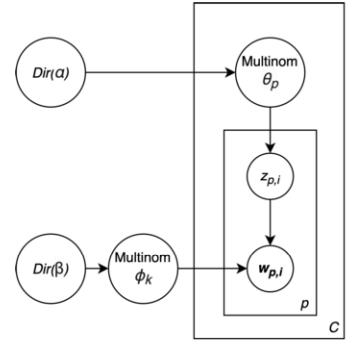 Dir(α)
Multinom
θp
zp,i
Dir(β)
Multinom
ϕk
wp,i
p
C